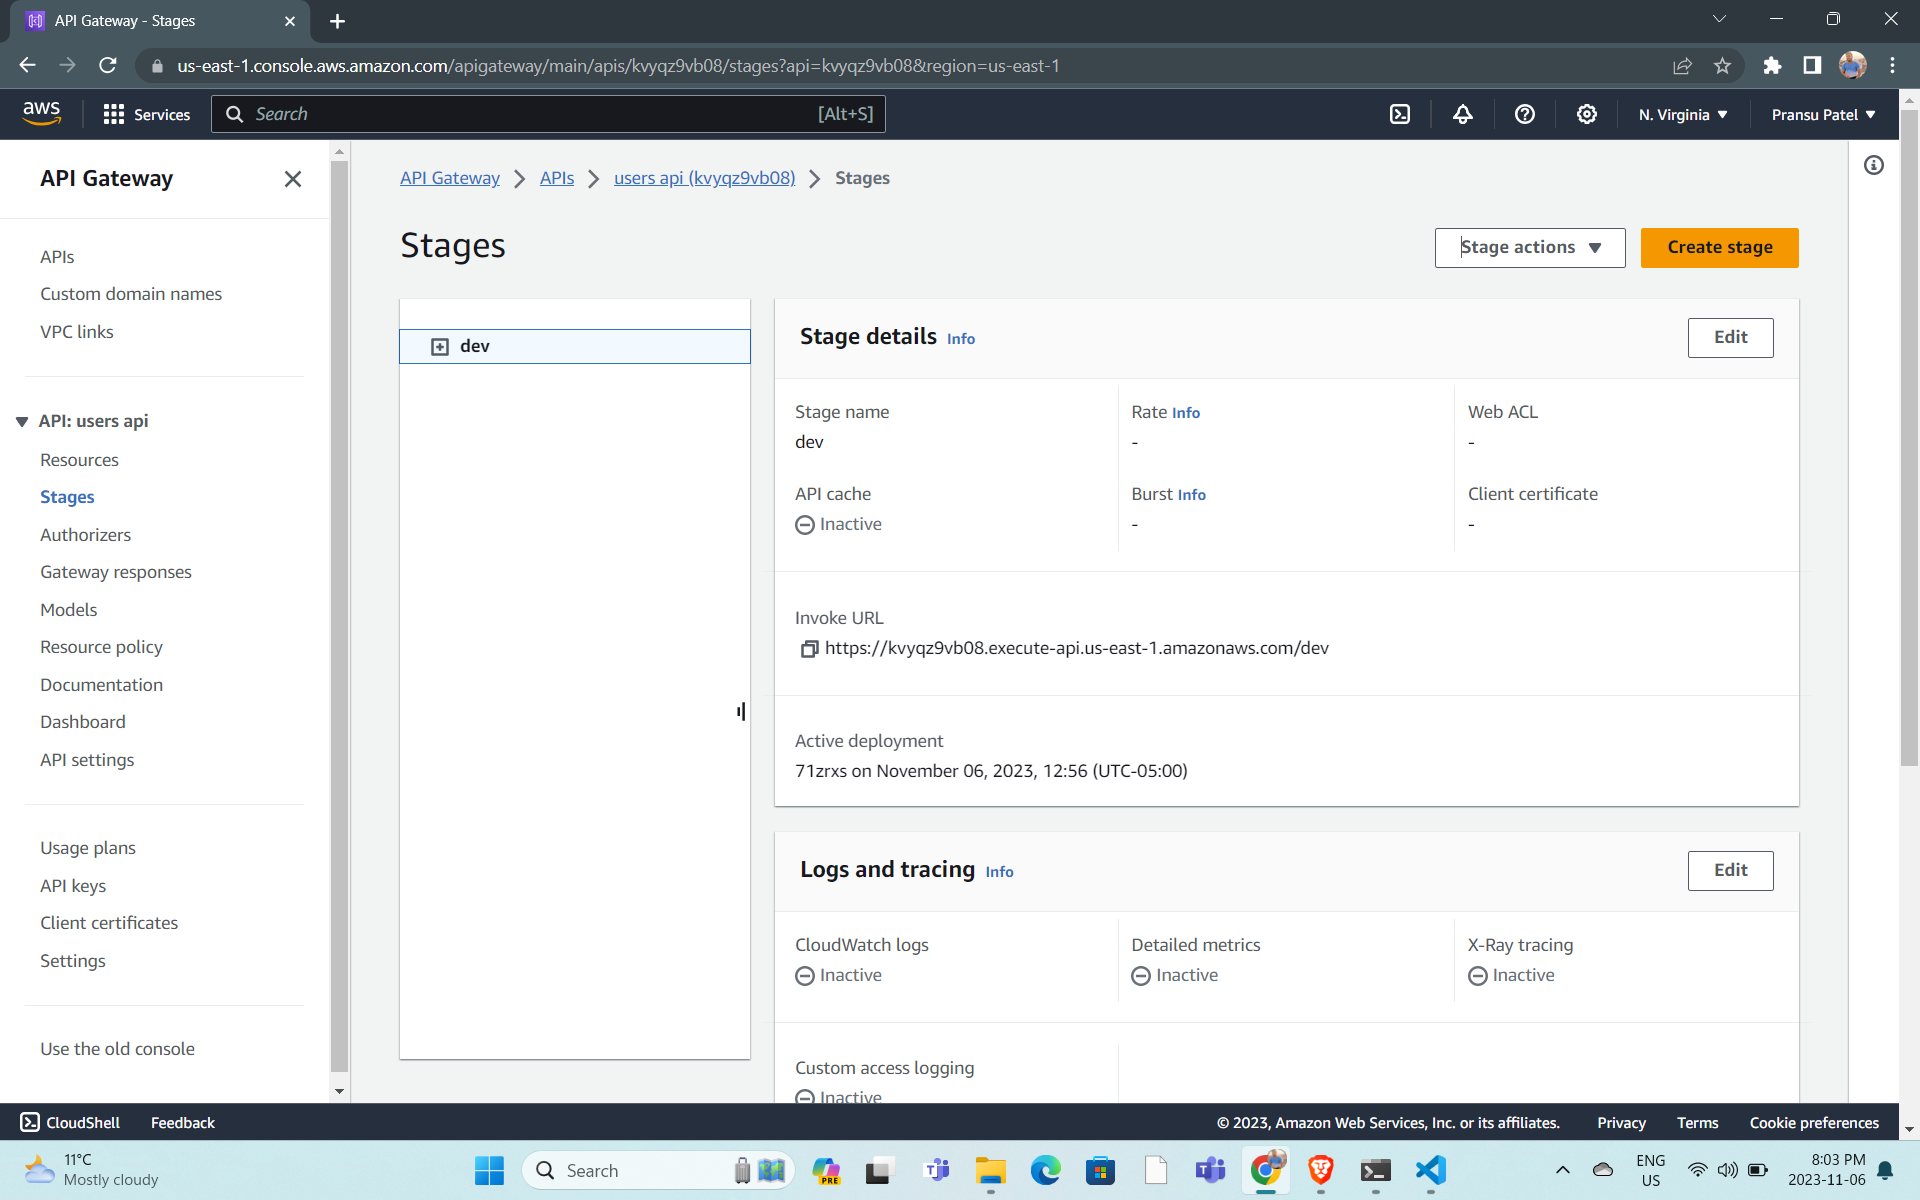 API Gateway - Stages
us-east-1.console.aws.amazon.com/apigateway/main/apis/kvyqz9vb08/stages?api=kvyqz9vb08&region=us-east-1
aws
Services
Search
[Alt+S]
N. Virginia
Pransu Patel
API Gateway
APIs
Custom domain names
VPC links
API: users api
Resources
Stages
Authorizers
Gateway responses
Models
Resource policy
Documentation
Dashboard
API settings
Usage plans
API keys
Client certificates
Settings
Use the old console
API Gateway
APIs
users api (kvyqz9vb08)
Stages
Stages
Stage actions
Create stage
dev
Stage details Info
Edit
Stage name
dev
Rate Info
-
Web ACL
-
API cache
Inactive
Burst Info
-
Client certificate
-
Invoke URL
https://kvyqz9vb08.execute-api.us-east-1.amazonaws.com/dev
Active deployment
71zrxs on November 06, 2023, 12:56 (UTC-05:00)
Logs and tracing Info
Edit
CloudWatch logs
Inactive
Detailed metrics
Inactive
X-Ray tracing
Inactive
Custom access logging
Inactive
CloudShell
Feedback
© 2023, Amazon Web Services, Inc. or its affiliates.
Privacy
Terms
Cookie preferences
11°C
Mostly cloudy
Search
PRE
ENG
US
8:03 PM
2023-11-06